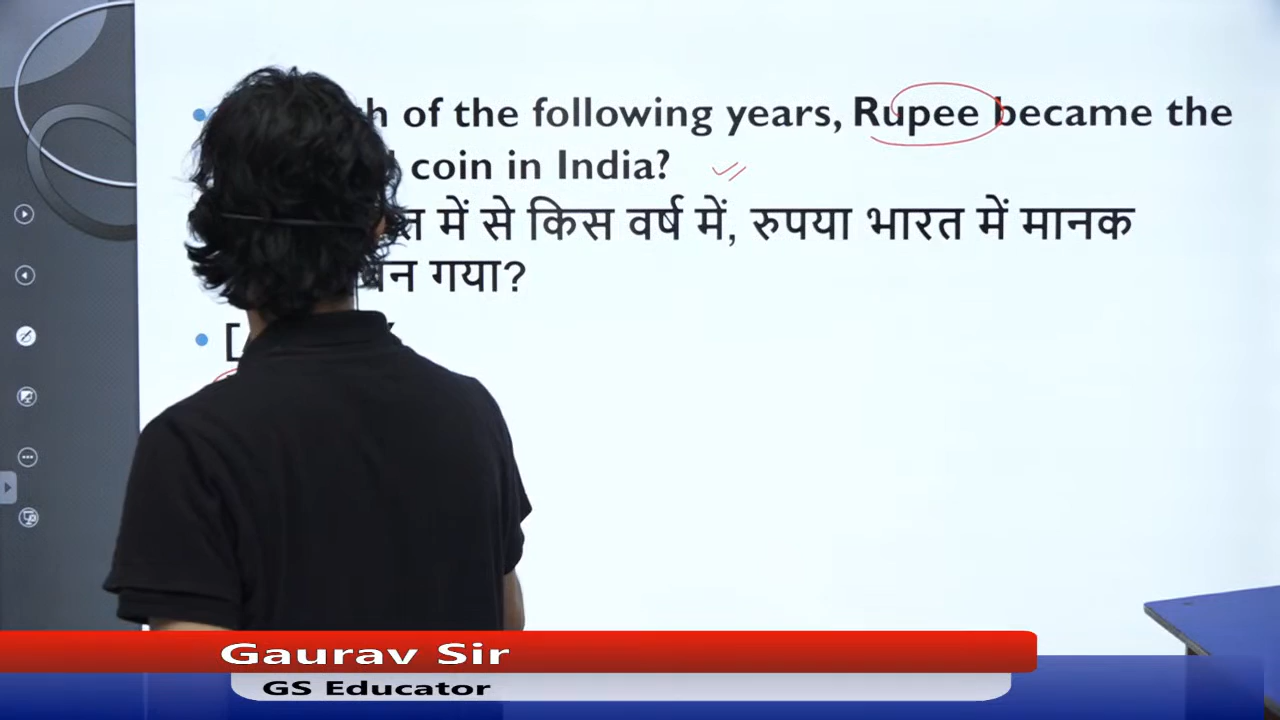 of the following years, Rupee became the
coin in India?
में से किस वर्ष में, रुपया भारत में मानक
गया?
Gaurav Sir
GS Educator